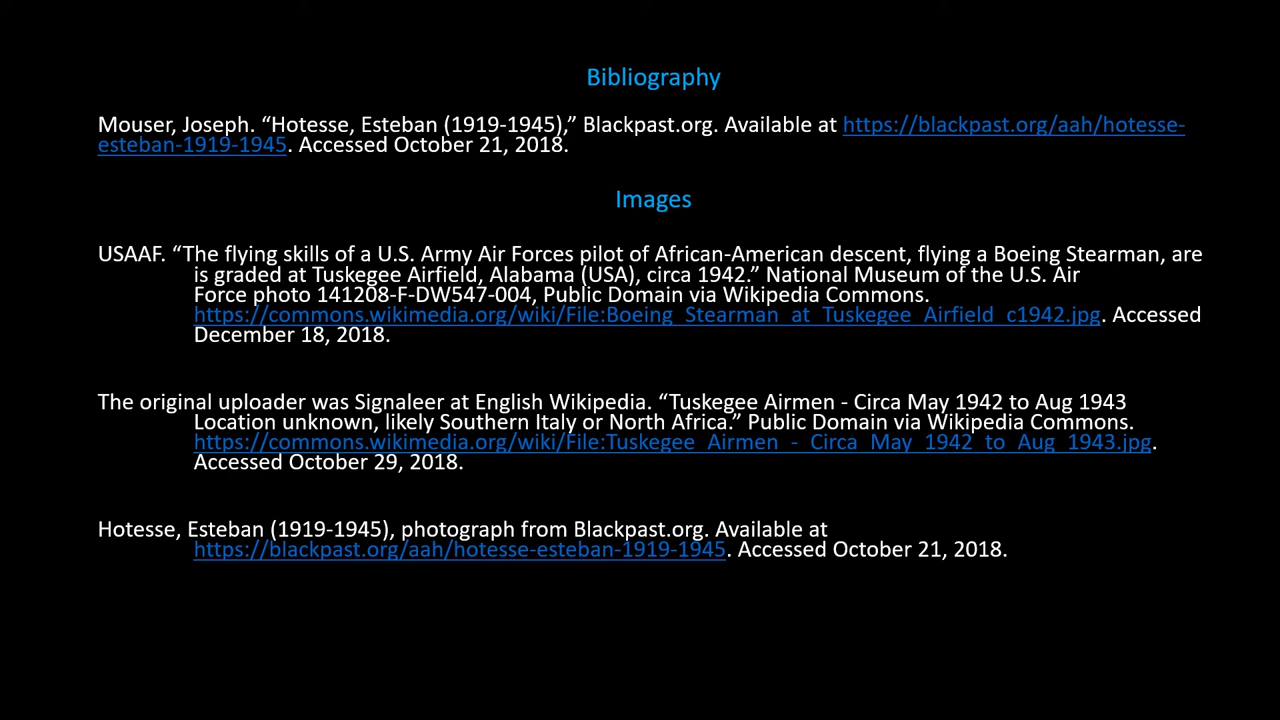 Bibliography
Mouser, Joseph. “Hotesse, Esteban (1919-1945),” Blackpast.org. Available at https://blackpast.org/aah/hotesse-
esteban-1919-1945. Accessed October 21, 2018.
Images
USAAF. “The flying skills of a U.S. Army Air Forces pilot of African-American descent, flying a Boeing Stearman, are
is graded at Tuskegee Airfield, Alabama (USA), circa 1942.” National Museum of the U.S. Air
Force photo 141208-F-DW547-004, Public Domain via Wikipedia Commons.
https://commons.wikimedia.org/wiki/File:Boeing_Stearman_at_Tuskegee_Airfield_c1942.jpg. Accessed
December 18, 2018.
The original uploader was Signaleer at English Wikipedia. “Tuskegee Airmen - Circa May 1942 to Aug 1943
Location unknown, likely Southern Italy or North Africa.” Public Domain via Wikipedia Commons.
https://commons.wikimedia.org/wiki/File:Tuskegee_Airmen_-_Circa_May_1942_to_Aug_1943.jpg.
Accessed October 29, 2018.
Hotesse, Esteban (1919-1945), photograph from Blackpast.org. Available at
https://blackpast.org/aah/hotesse-esteban-1919-1945. Accessed October 21, 2018.